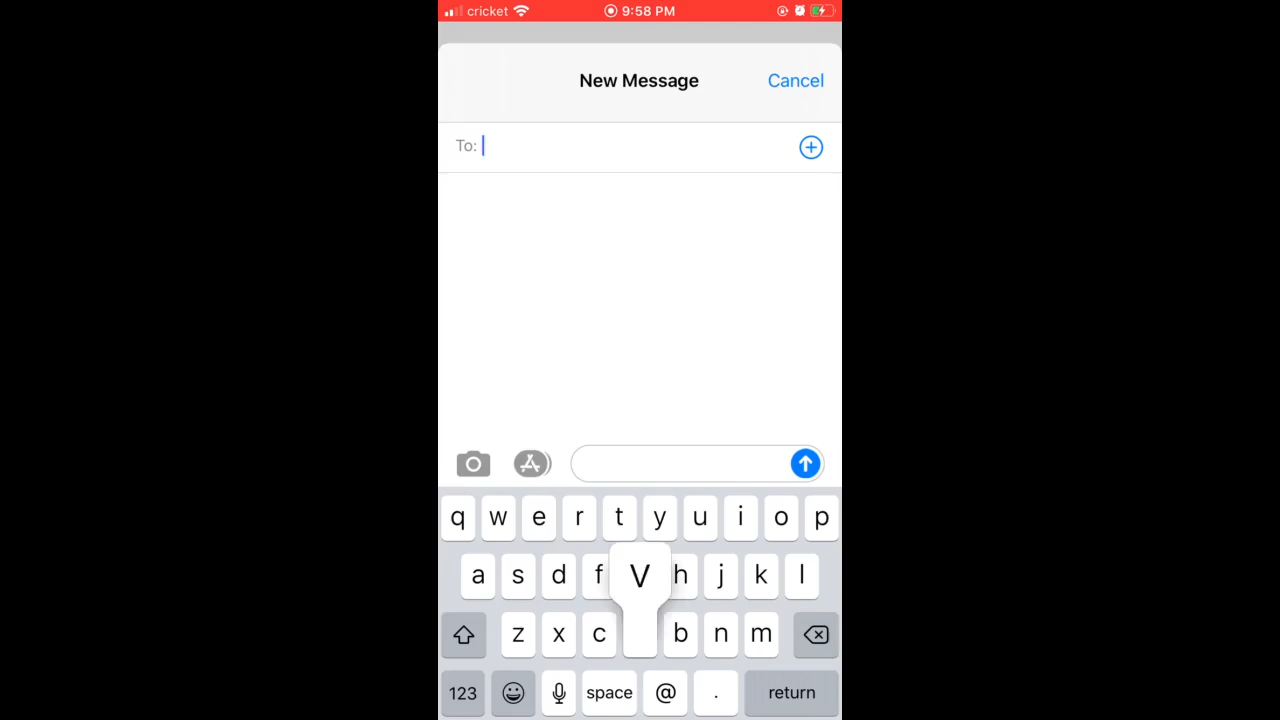 cricket 9:58 PM
New Message Cancel
To:
q w e r t y u i o p
a s d f V h j k l
z x c b n m
123 space @ . return